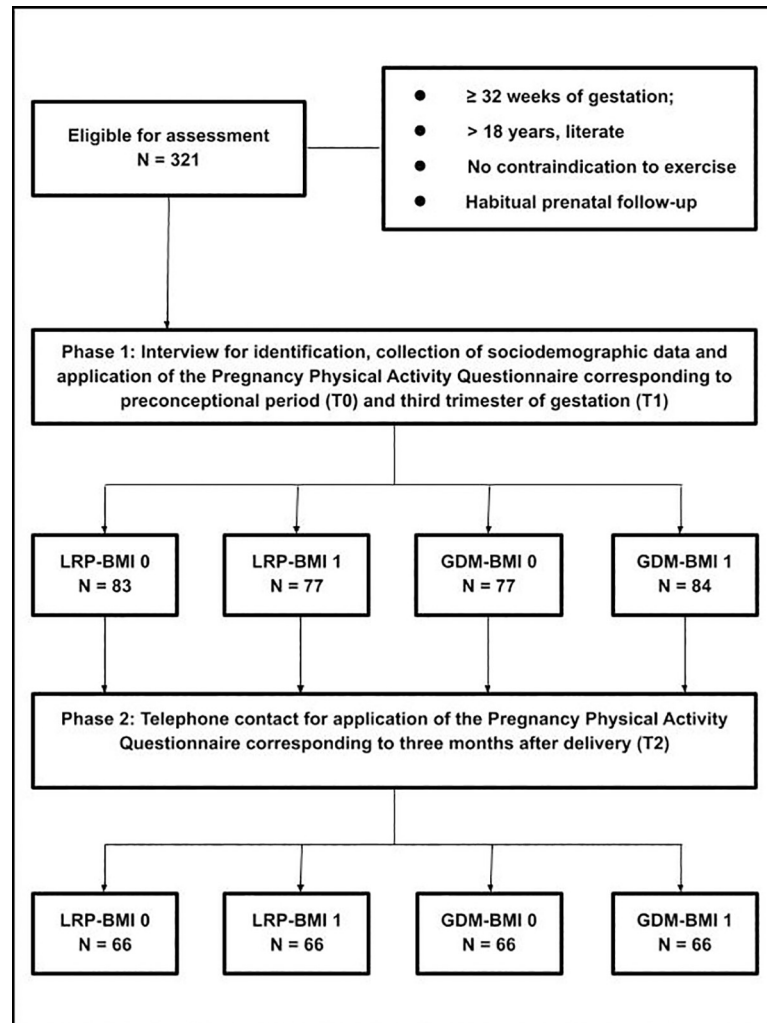 Eligible for assessment
N = 321
● ≥ 32 weeks of gestation;
● > 18 years, literate
● No contraindication to exercise
● Habitual prenatal follow-up
Phase 1: Interview for identification, collection of sociodemographic data and
application of the Pregnancy Physical Activity Questionnaire corresponding to
preconceptional period (T0) and third trimester of gestation (T1)
LRP-BMI 0
N = 83
LRP-BMI 1
N = 77
GDM-BMI 0
N = 77
GDM-BMI 1
N = 84
Phase 2: Telephone contact for application of the Pregnancy Physical Activity
Questionnaire corresponding to three months after delivery (T2)
LRP-BMI 0
N = 66
LRP-BMI 1
N = 66
GDM-BMI 0
N = 66
GDM-BMI 1
N = 66